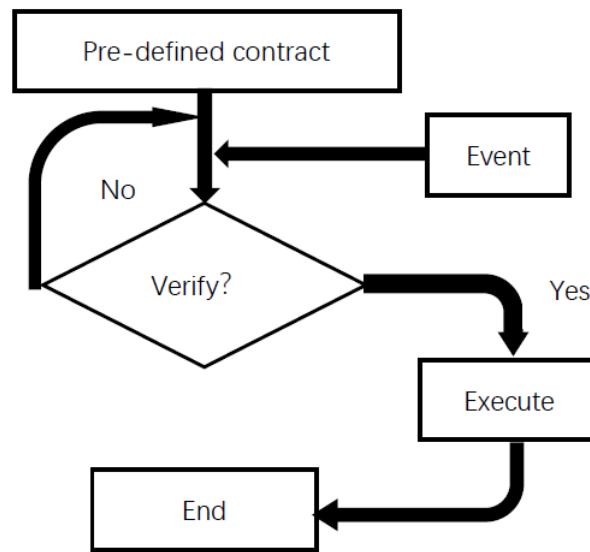 Pre-defined contract
Event
No
Verify?
Yes
Execute
End